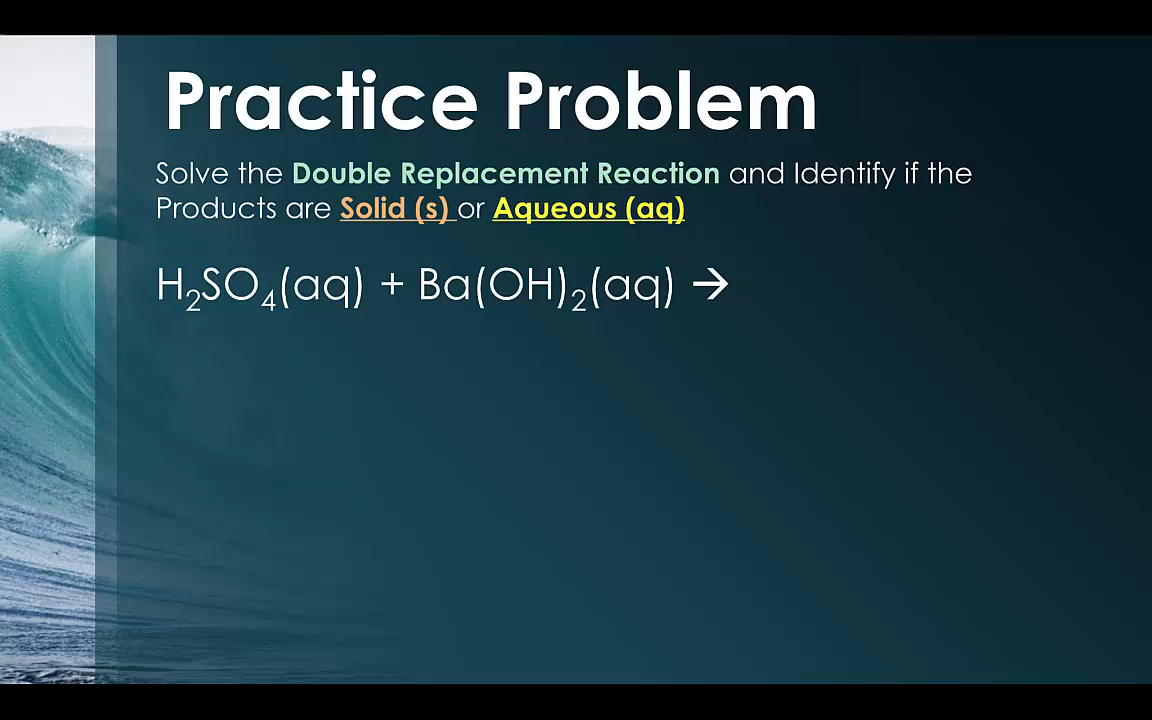 Practice Problem
Solve the Double Replacement Reaction and Identify if the
Products are Solid (s) or Aqueous (aq)
H₂SO₄(aq) + Ba(OH)₂(aq) →